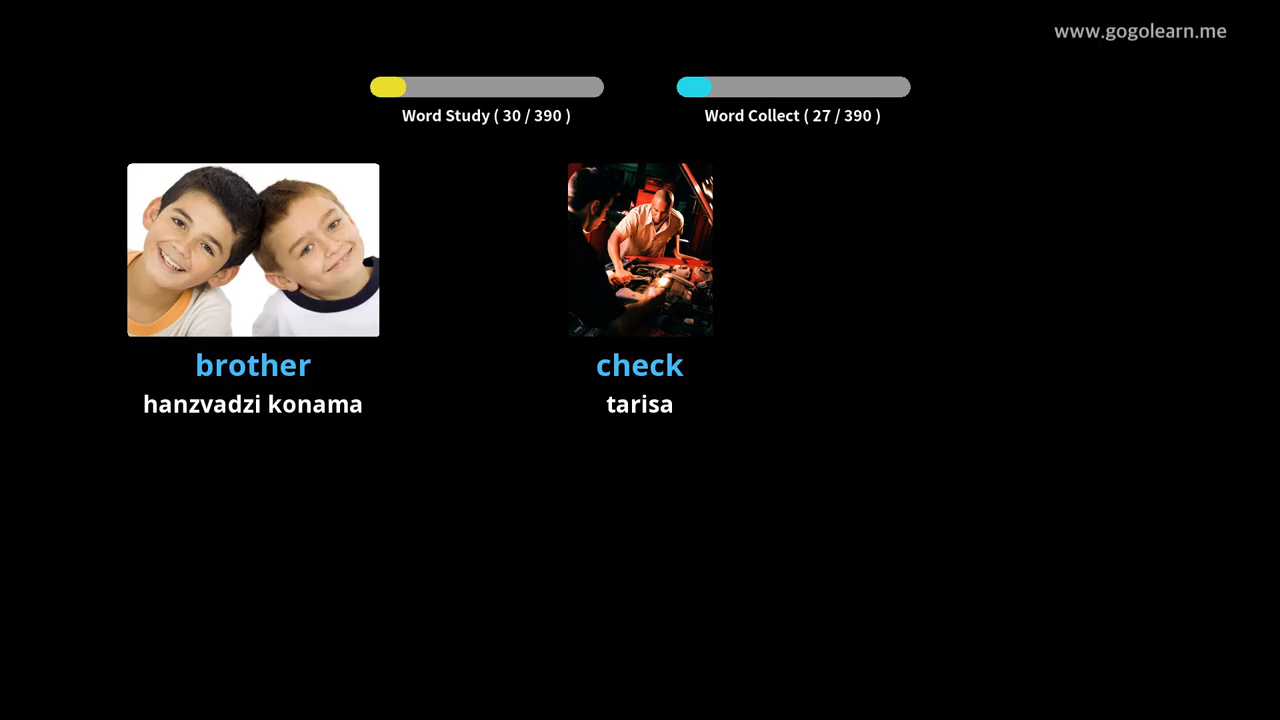 www.gogolearn.me
Word Study ( 30 / 390 )
Word Collect ( 27 / 390 )
brother
hanzvadzi konama
check
tarisa